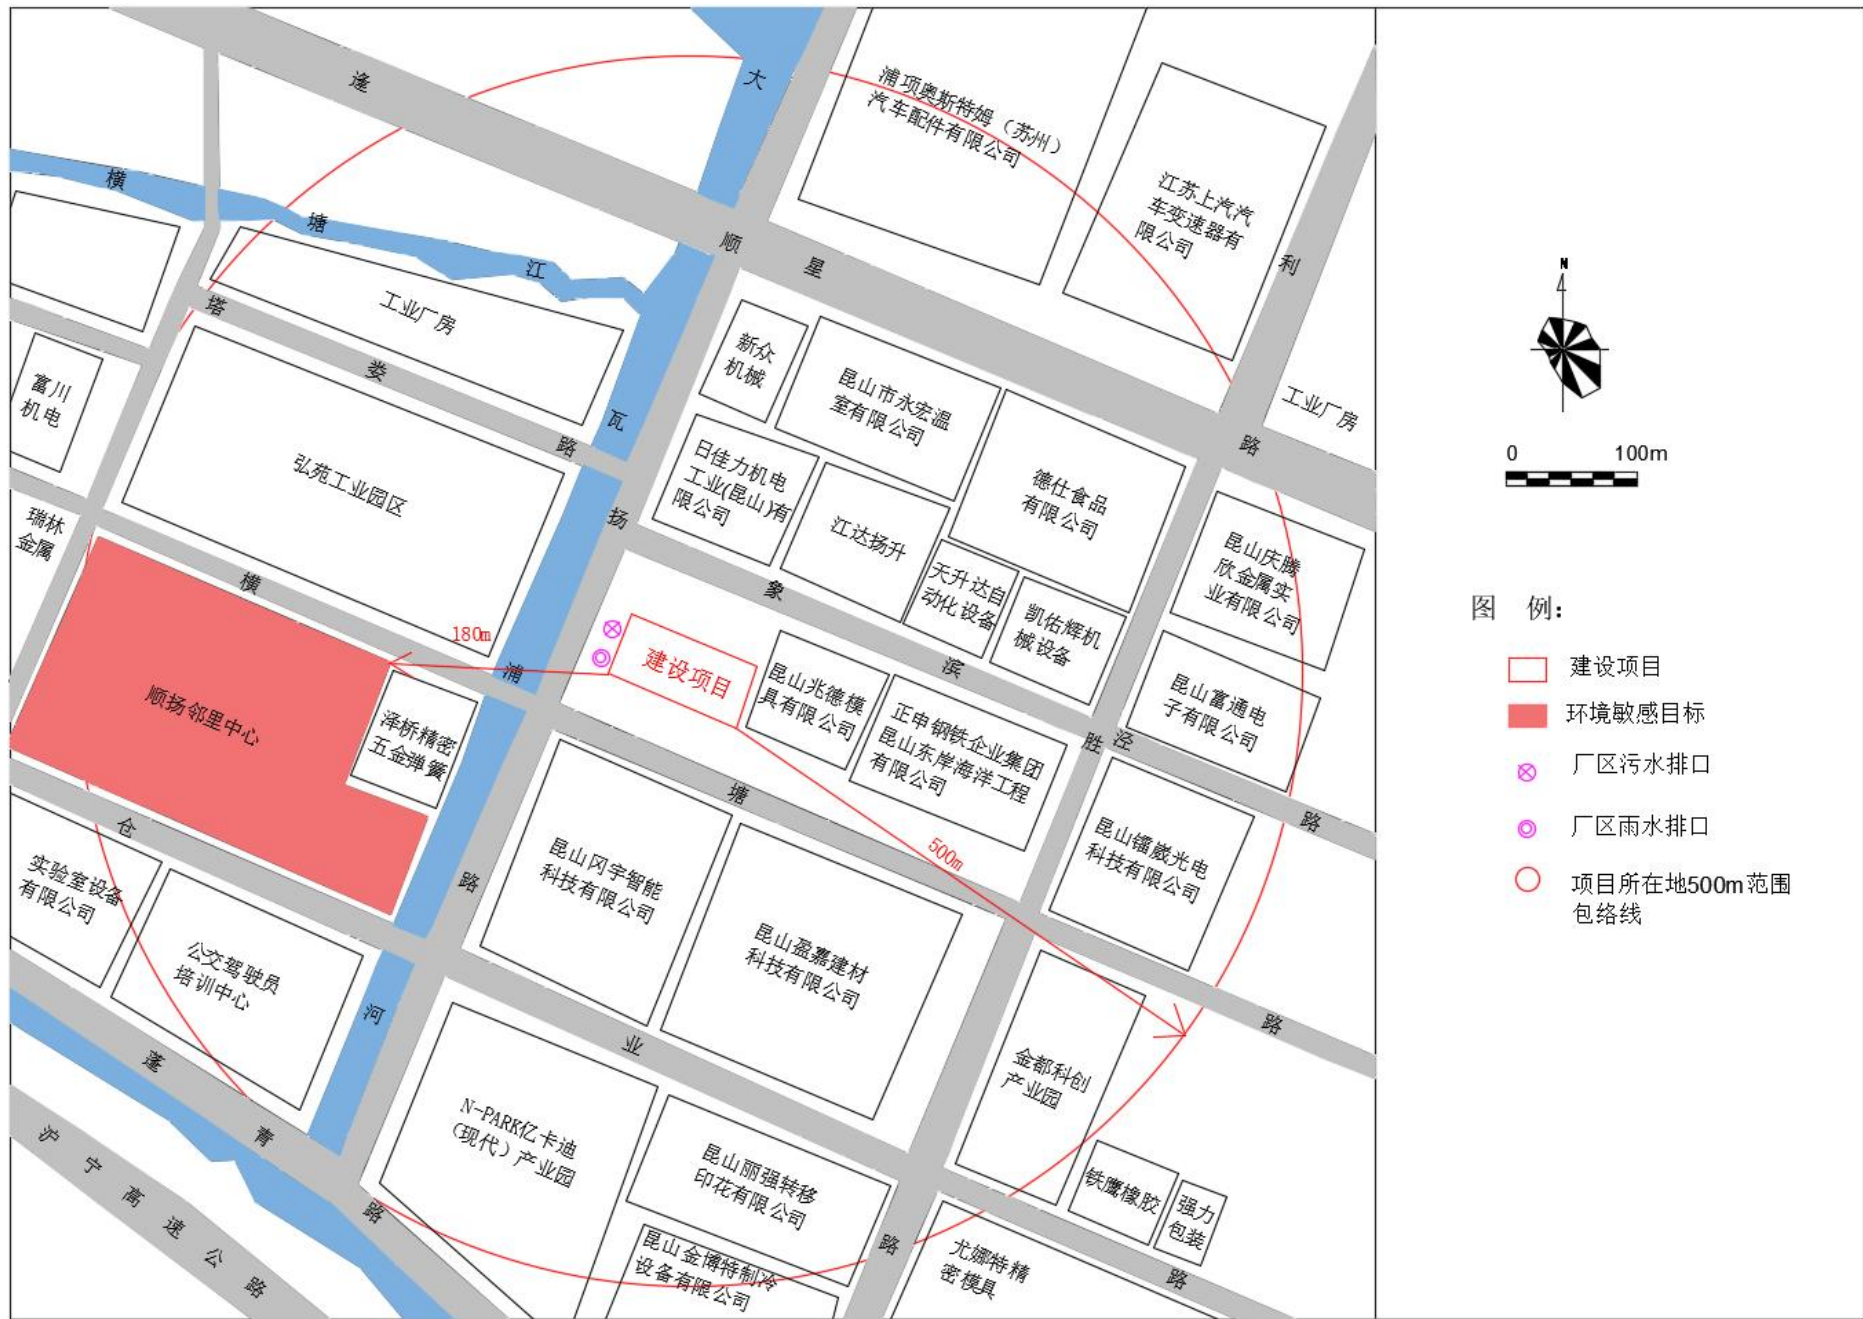 逢
星
路
大
瓦
浦
河
横
塘
江
塔
娄
路
顺
扬
路
利
胜
路
象
滨
泾
路
横
塘
路
仓
业
路
蓬
青
路
沪宁高速公路
浦项奥斯特姆（苏州）
汽车配件有限公司
江苏上汽汽
车变速器有
限公司
工业厂房
工业厂房
新众
机械
昆山市永宏温
室有限公司
富川
机电
弘苑工业园区
日佳力机电
工业(昆山)有
限公司
江达扬升
德仕食品
有限公司
瑞林
金属
天升达自
动化设备
凯佑辉机
械设备
昆山庆腾
欣金属实
业有限公司
180m
建设项目
昆山兆德模
具有限公司
正申钢铁企业集团
昆山东岸海洋工程
有限公司
昆山富通电
子有限公司
顺扬邻里中心
泽桥精密
五金弹簧
500m
昆山镭崴光电
科技有限公司
实验室设备
有限公司
昆山冈宇智能
科技有限公司
公交驾驶员
培训中心
昆山盈嘉建材
科技有限公司
金都科创
产业园
N-PARK亿卡迪
（现代）产业园
昆山丽强转移
印花有限公司
铁鹰橡胶
强力
包装
昆山金博特制冷
设备有限公司
尤娜特精
密模具
N
0 100m
图 例：
建设项目
环境敏感目标
厂区污水排口
厂区雨水排口
项目所在地500m范围
包络线